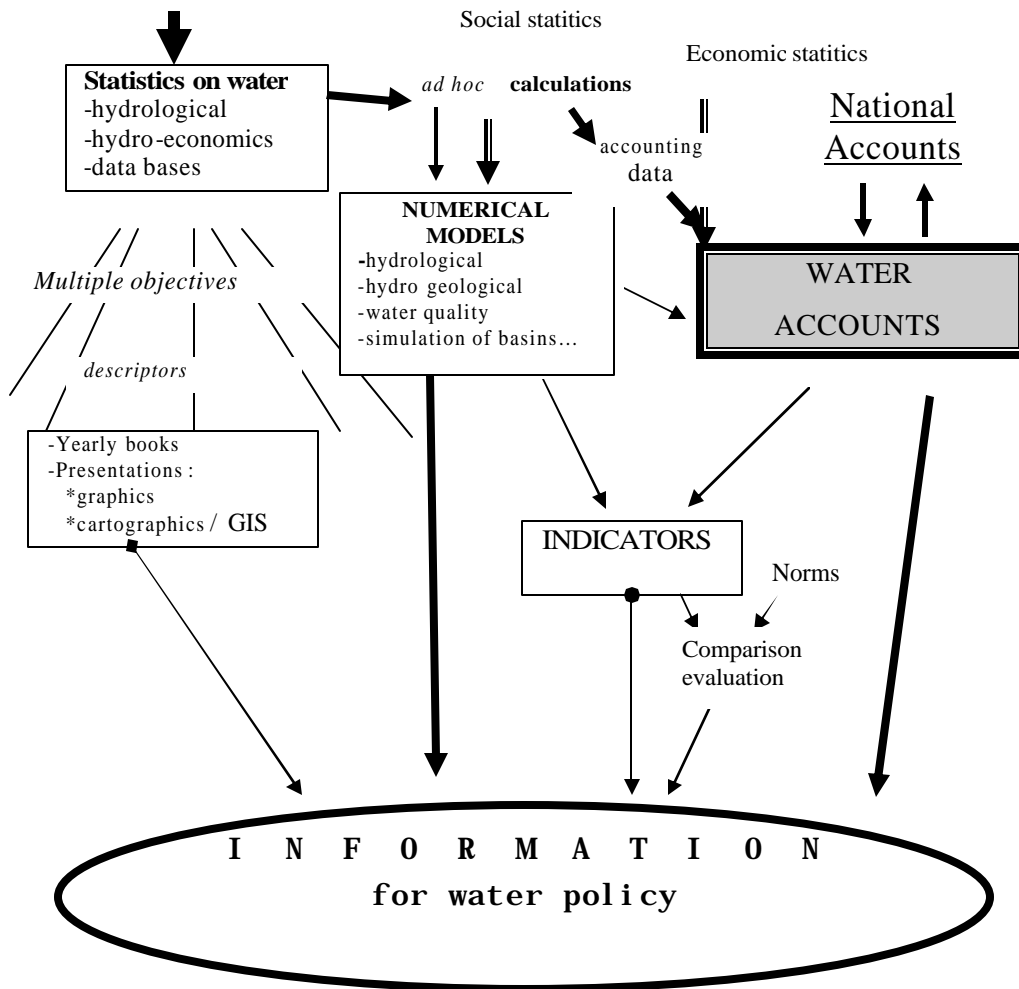 Social statitics
Economic statitics
Statistics on water
-hydrological
-hydro-economics
-data bases
ad hoc calculations
accounting
data
National
Accounts
NUMERICAL
MODELS
-hydrological
-hydro geological
-water quality
-simulation of basins…
WATER
ACCOUNTS
Multiple objectives
descriptors
-Yearly books
-Presentations :
*graphics
*cartographics / GIS
INDICATORS
Norms
Comparison
evaluation
I N F O R M A T I O N
for water policy